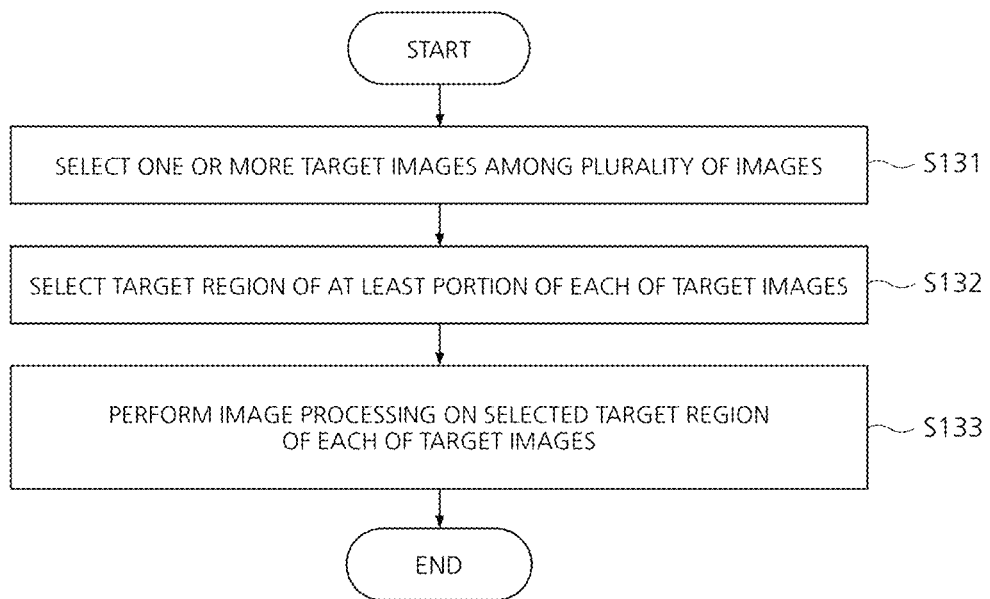 START
SELECT ONE OR MORE TARGET IMAGES AMONG PLURALITY OF IMAGES
S131
SELECT TARGET REGION OF AT LEAST PORTION OF EACH OF TARGET IMAGES
S132
PERFORM IMAGE PROCESSING ON SELECTED TARGET REGION
OF EACH OF TARGET IMAGES
S133
END